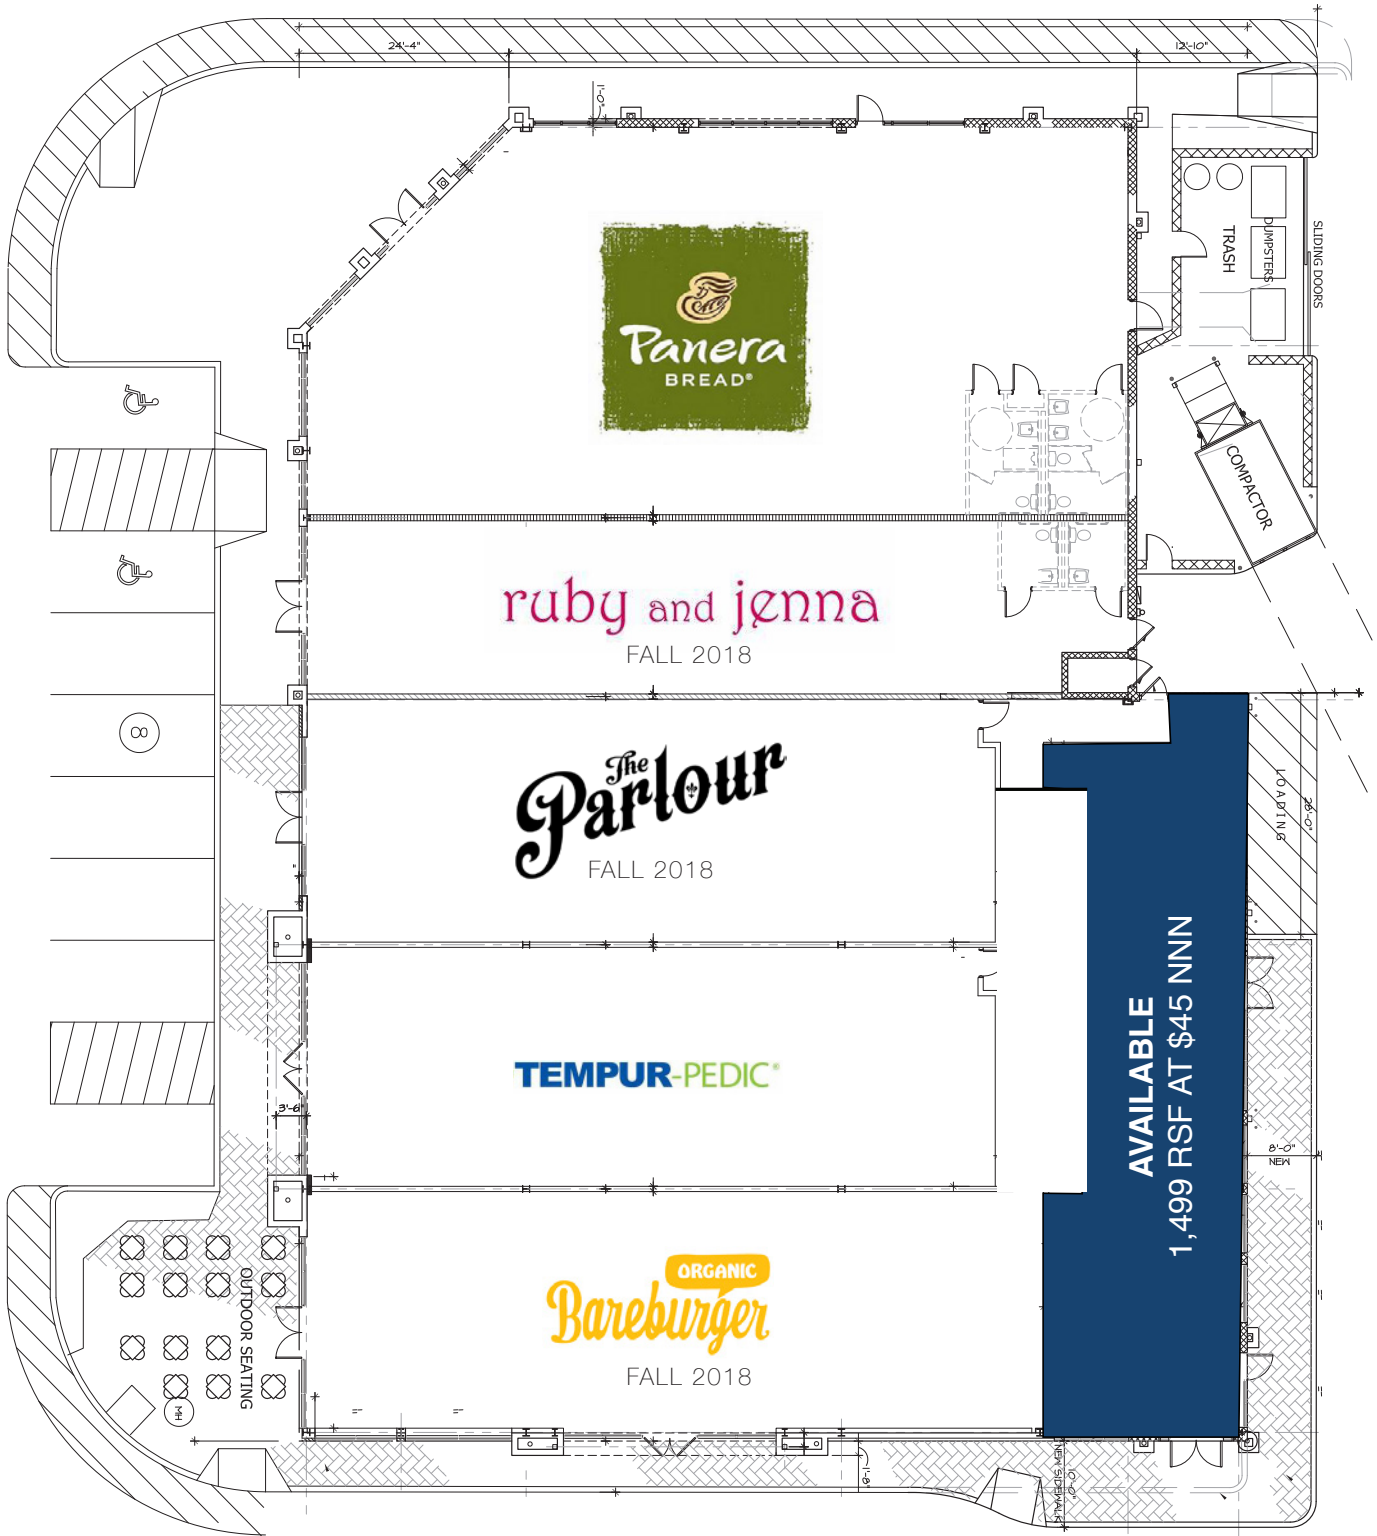 24'-4"
12'-10"
1'-0"
SLIDING DOORS
DUMPSTERS
TRASH
Panera
BREAD®
COMPACTOR
ruby and jenna
FALL 2018
8
The
Parlour
FALL 2018
LOADING
26'-0"
AVAILABLE
1,499 RSF AT $45 NNN
TEMPUR-PEDIC®
3'-6"
8'-0"
NEW
OUTDOOR SEATING
ORGANIC
Bareburger
FALL 2018
MH
1'-8"
NEW SIDEWALK
10'-0"